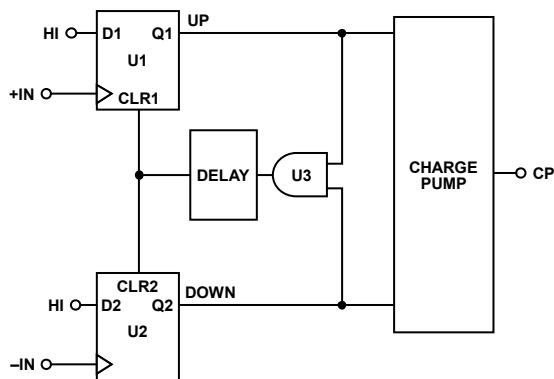 UP
HI
D1
Q1
U1
+IN
CLR1
DELAY
U3
CHARGE
PUMP
CP
CLR2
DOWN
HI
D2
Q2
U2
–IN